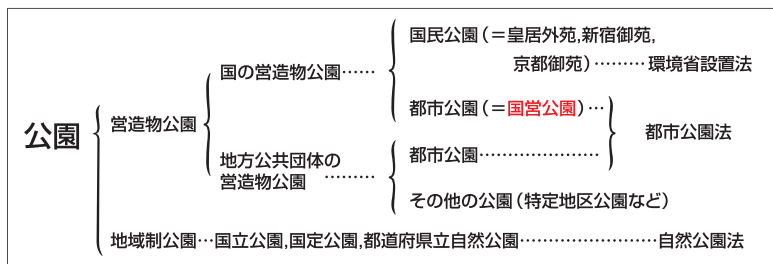 公園
営造物公園
国の営造物公園……
国民公園(=皇居外苑,新宿御苑,
京都御苑)………環境省設置法
都市公園(=国営公園)…
地方公共団体の
営造物公園 ………
都市公園…………………
都市公園法
その他の公園(特定地区公園など)
地域制公園…国立公園,国定公園,都道府県立自然公園……………………自然公園法